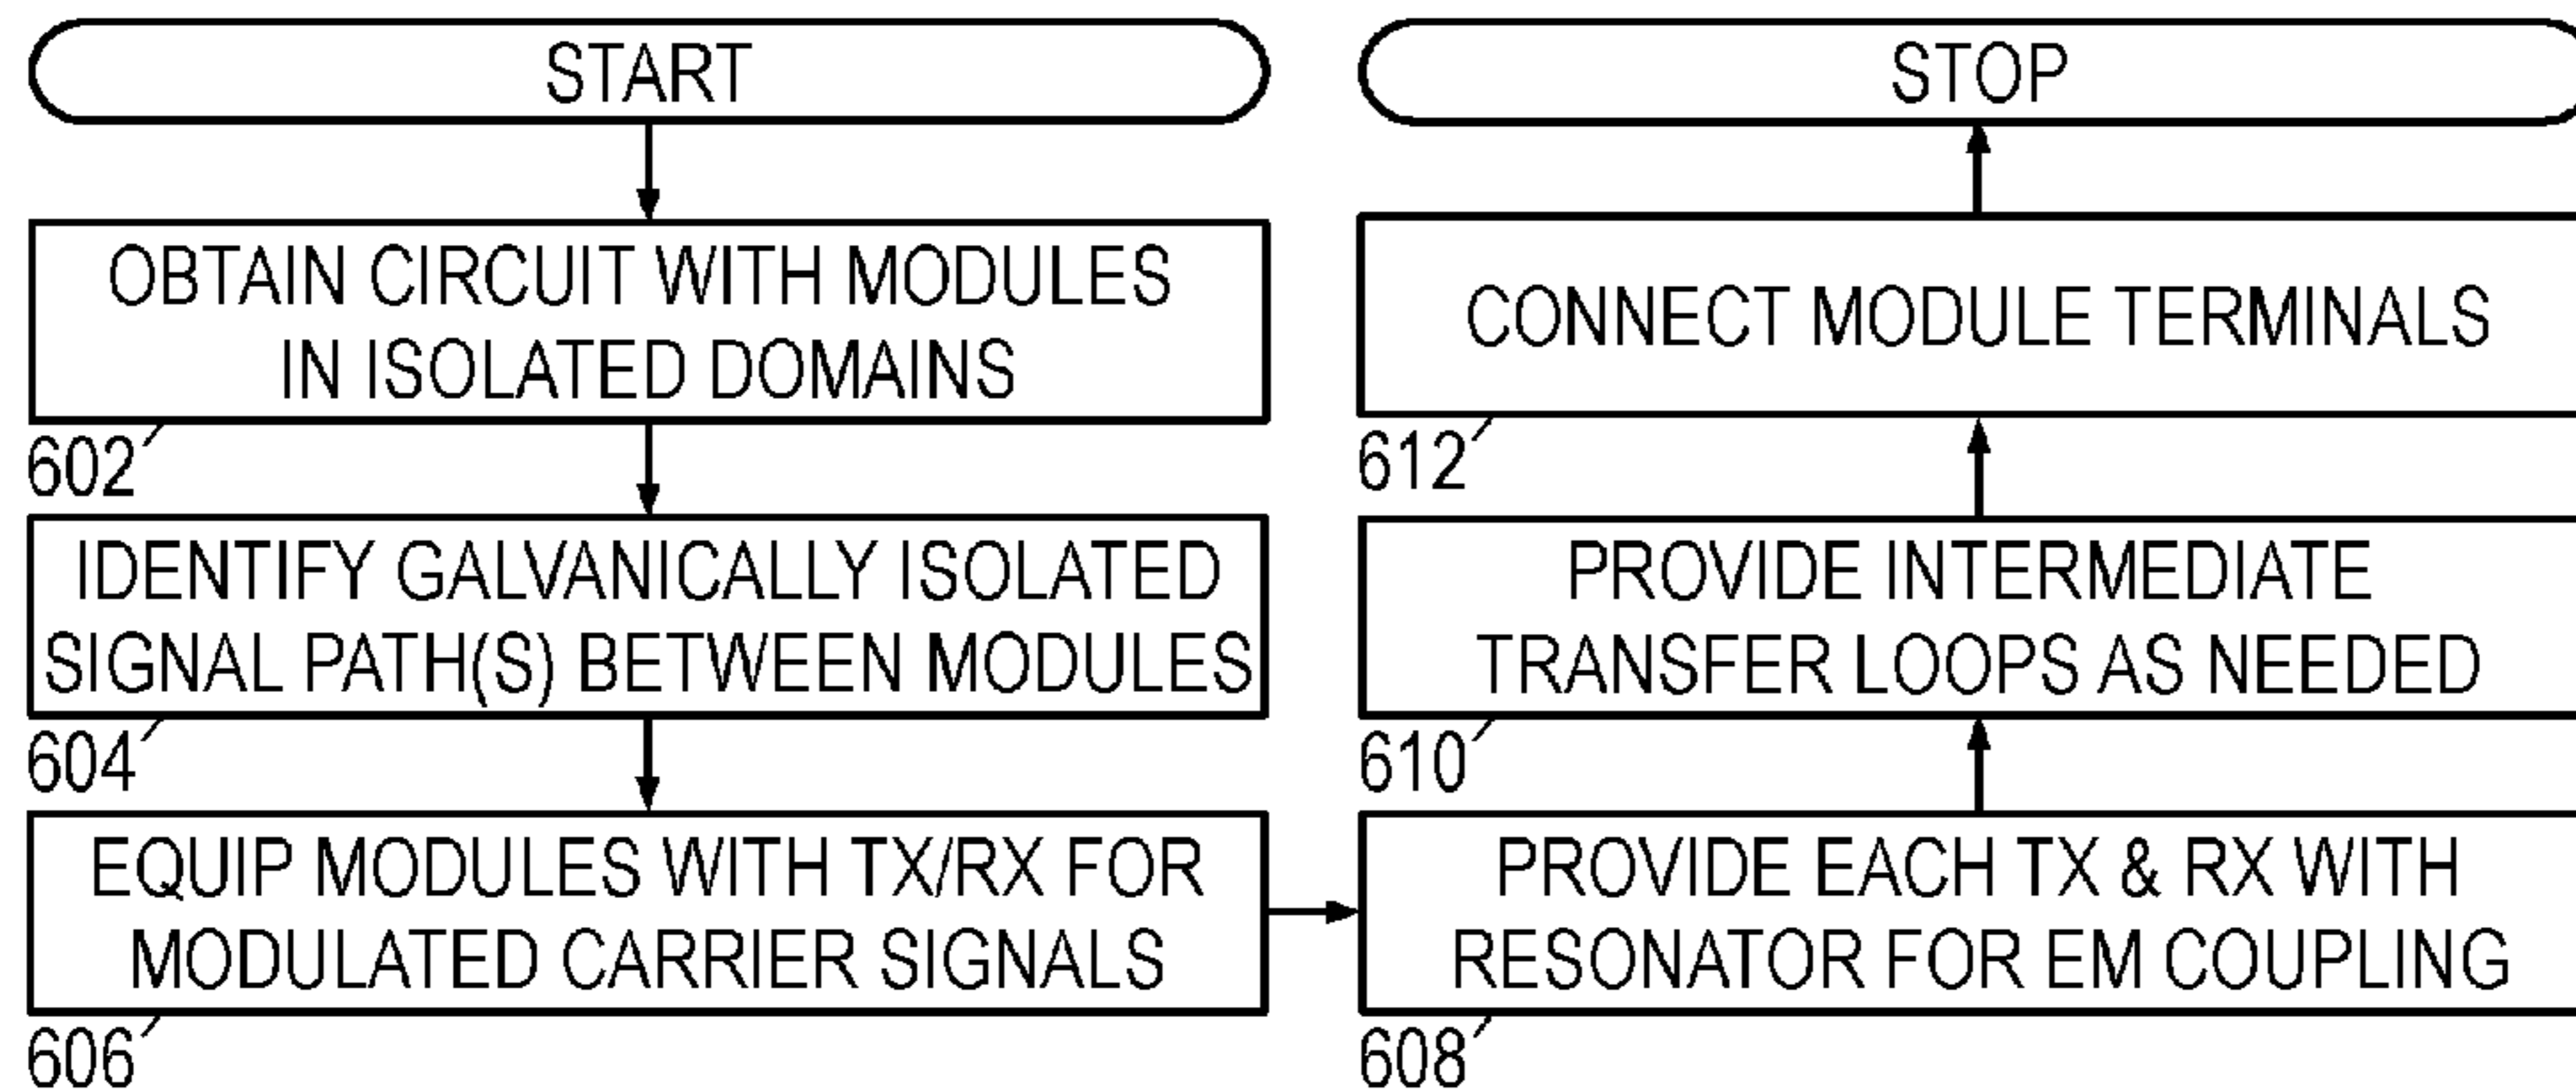 START
OBTAIN CIRCUIT WITH MODULES
IN ISOLATED DOMAINS
602
IDENTIFY GALVANICALLY ISOLATED
SIGNAL PATH(S) BETWEEN MODULES
604
EQUIP MODULES WITH TX/RX FOR
MODULATED CARRIER SIGNALS
606
PROVIDE EACH TX & RX WITH
RESONATOR FOR EM COUPLING
608
PROVIDE INTERMEDIATE
TRANSFER LOOPS AS NEEDED
610
CONNECT MODULE TERMINALS
612
STOP